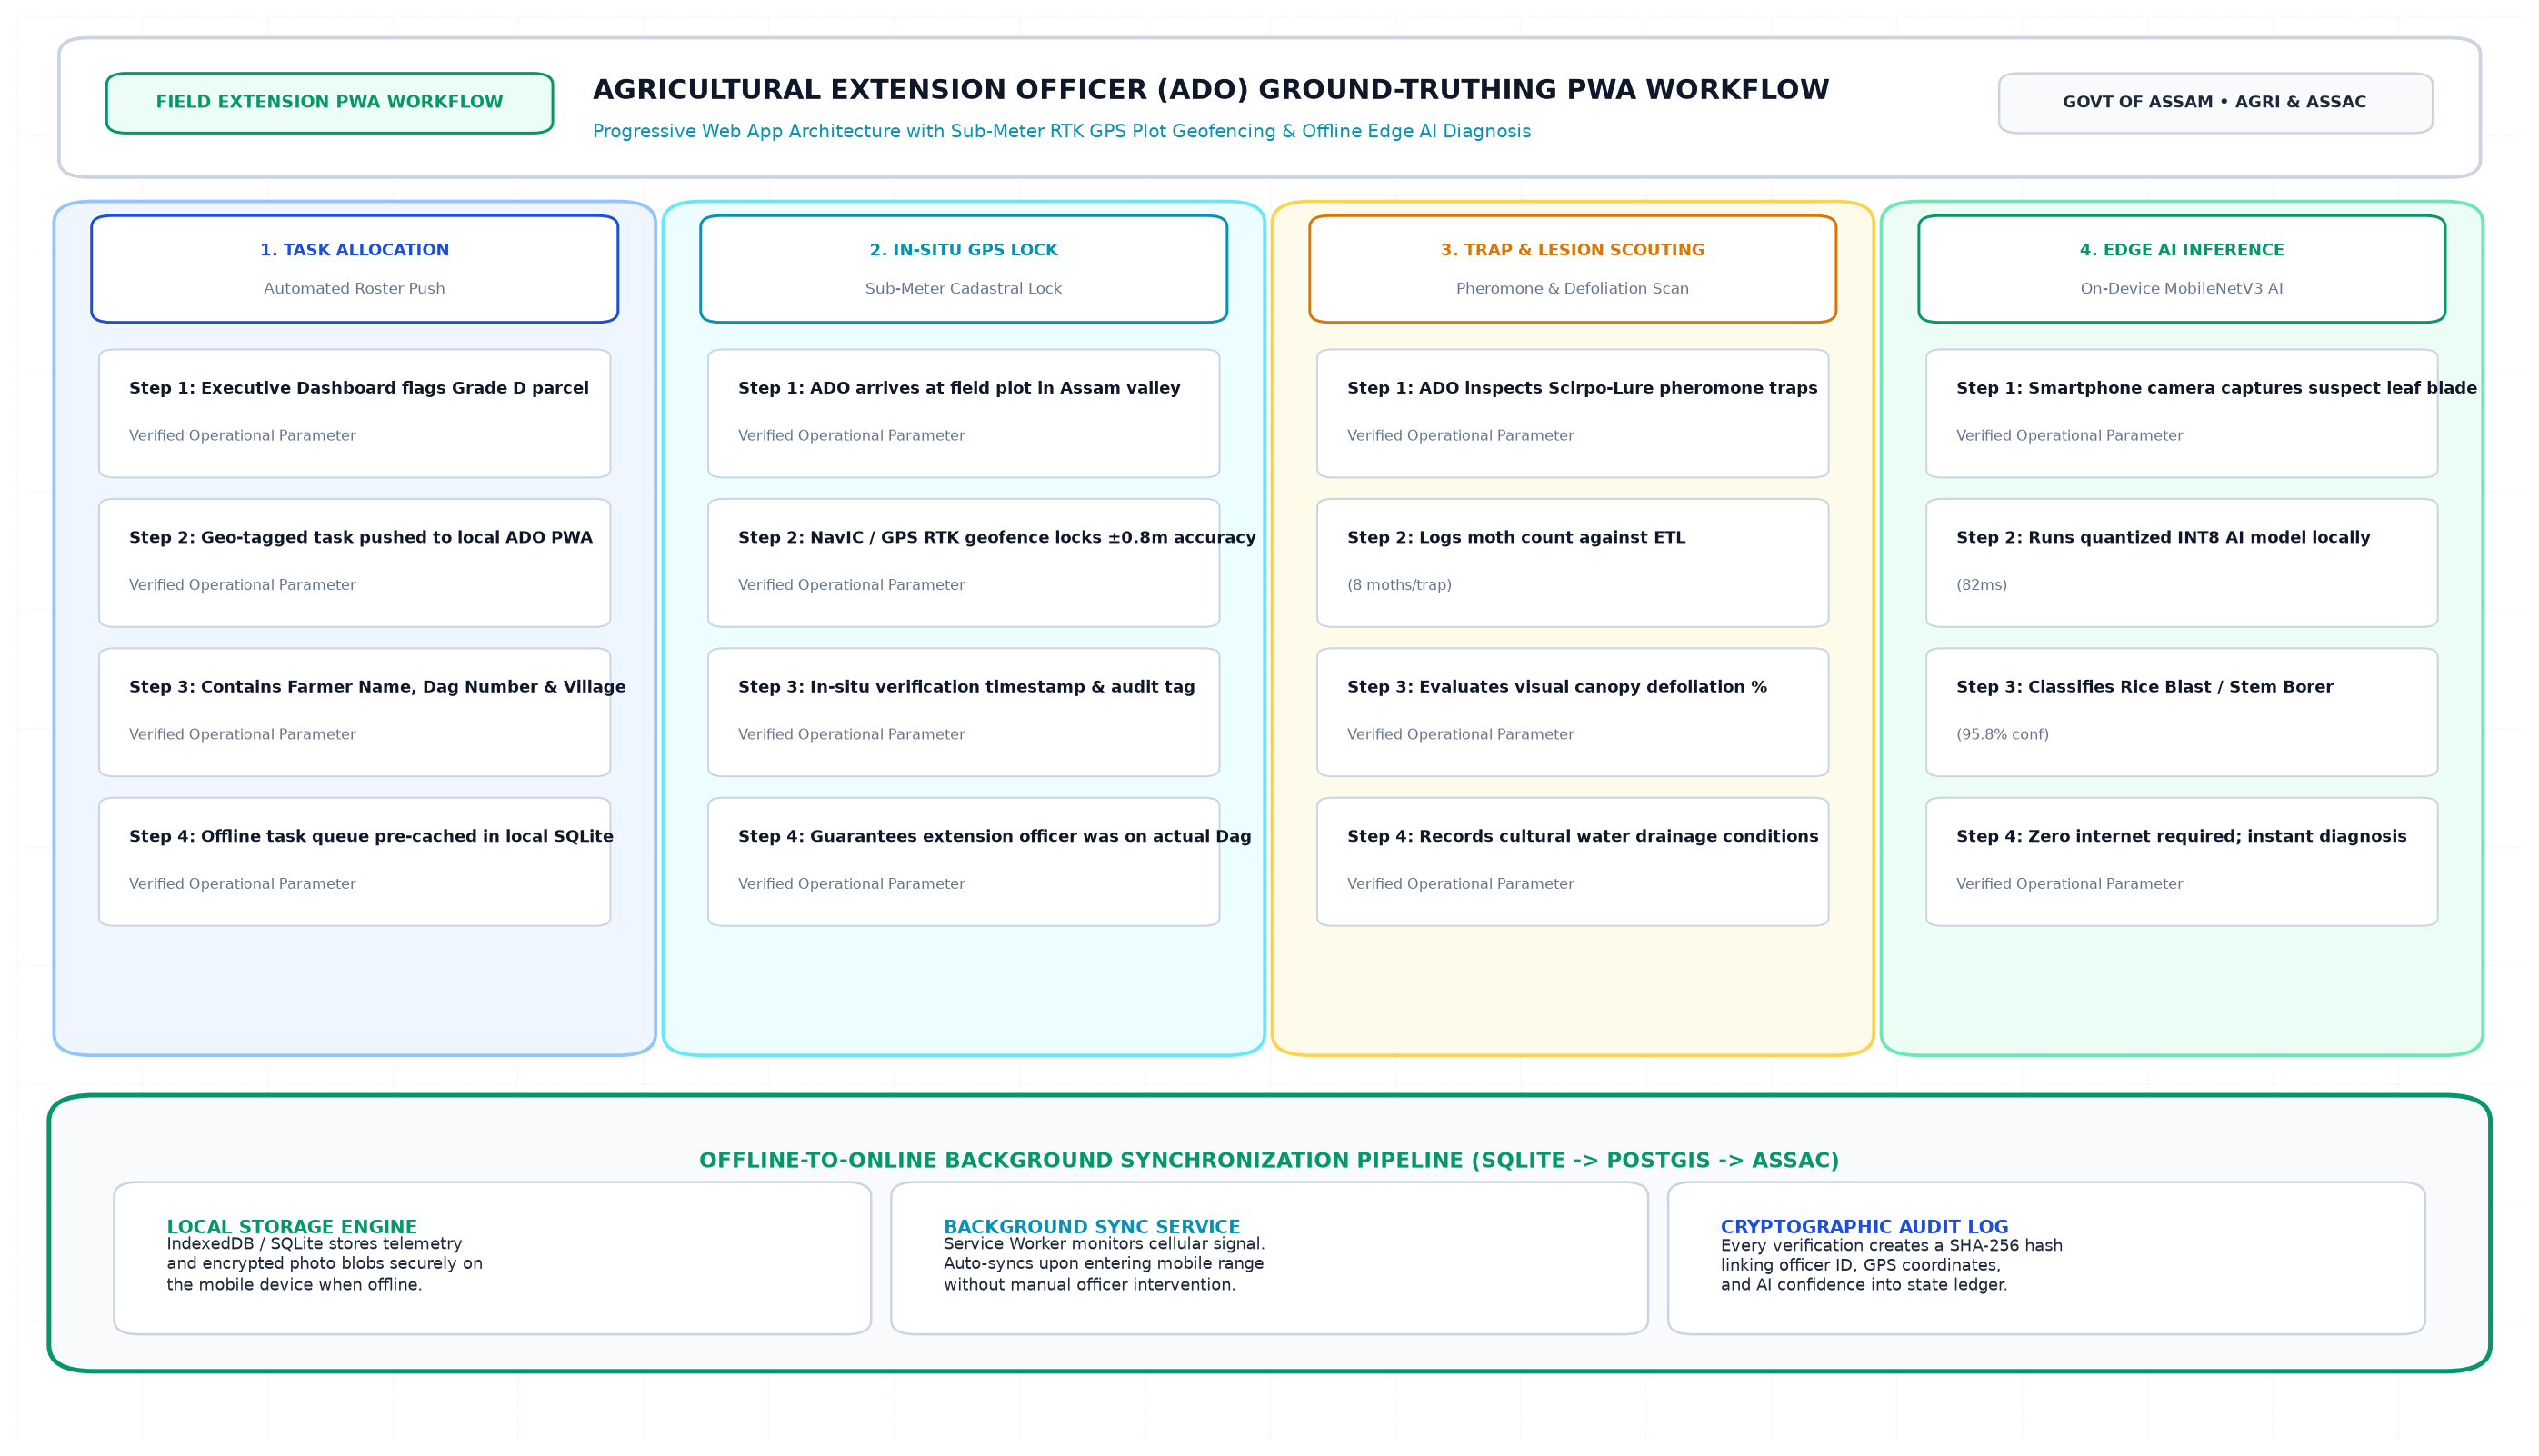 FIELD EXTENSION PWA WORKFLOW
AGRICULTURAL EXTENSION OFFICER (ADO) GROUND-TRUTHING PWA WORKFLOW
Progressive Web App Architecture with Sub-Meter RTK GPS Plot Geofencing & Offline Edge AI Diagnosis
GOVT OF ASSAM • AGRI & ASSAC
1. TASK ALLOCATION
Automated Roster Push
Step 1: Executive Dashboard flags Grade D parcel
Verified Operational Parameter
Step 2: Geo-tagged task pushed to local ADO PWA
Verified Operational Parameter
Step 3: Contains Farmer Name, Dag Number & Village
Verified Operational Parameter
Step 4: Offline task queue pre-cached in local SQLite
Verified Operational Parameter
2. IN-SITU GPS LOCK
Sub-Meter Cadastral Lock
Step 1: ADO arrives at field plot in Assam valley
Verified Operational Parameter
Step 2: NavIC / GPS RTK geofence locks ±0.8m accuracy
Verified Operational Parameter
Step 3: In-situ verification timestamp & audit tag
Verified Operational Parameter
Step 4: Guarantees extension officer was on actual Dag
Verified Operational Parameter
3. TRAP & LESION SCOUTING
Pheromone & Defoliation Scan
Step 1: ADO inspects Scirpo-Lure pheromone traps
Verified Operational Parameter
Step 2: Logs moth count against ETL
(8 moths/trap)
Step 3: Evaluates visual canopy defoliation %
Verified Operational Parameter
Step 4: Records cultural water drainage conditions
Verified Operational Parameter
4. EDGE AI INFERENCE
On-Device MobileNetV3 AI
Step 1: Smartphone camera captures suspect leaf blade
Verified Operational Parameter
Step 2: Runs quantized INT8 AI model locally
(82ms)
Step 3: Classifies Rice Blast / Stem Borer
(95.8% conf)
Step 4: Zero internet required; instant diagnosis
Verified Operational Parameter
OFFLINE-TO-ONLINE BACKGROUND SYNCHRONIZATION PIPELINE (SQLITE -> POSTGIS -> ASSAC)
LOCAL STORAGE ENGINE
IndexedDB / SQLite stores telemetry
and encrypted photo blobs securely on
the mobile device when offline.
BACKGROUND SYNC SERVICE
Service Worker monitors cellular signal.
Auto-syncs upon entering mobile range
without manual officer intervention.
CRYPTOGRAPHIC AUDIT LOG
Every verification creates a SHA-256 hash
linking officer ID, GPS coordinates,
and AI confidence into state ledger.